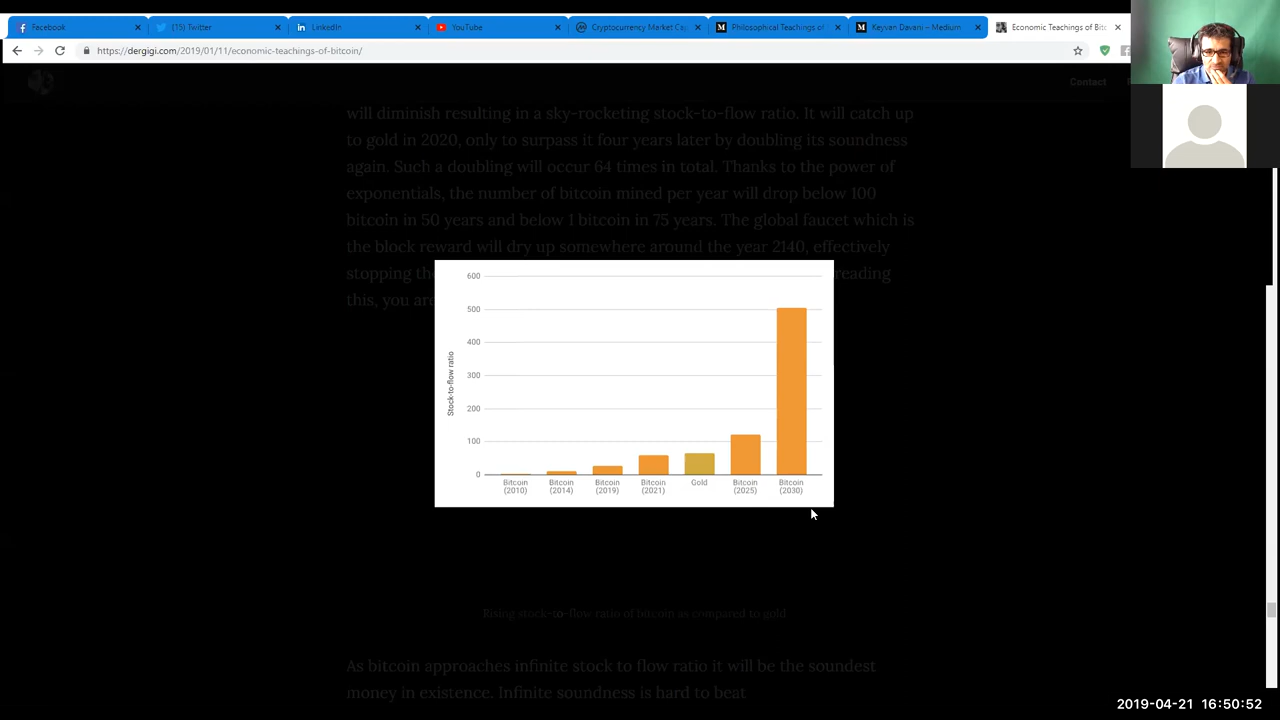 Facebook
(15) Twitter
LinkedIn
YouTube
Cryptocurrency Market Ca
Philosophical Teachings of
Keyvan Davani – Medium
Economic Teachings of Bitc
https://dergigi.com/2019/01/11/economic-teachings-of-bitcoin/
Contact
will diminish resulting in a sky-rocketing stock-to-flow ratio. It will catch up
to gold in 2020, only to surpass it four years later by doubling its soundness
again. Such a doubling will occur 64 times in total. Thanks to the power of
exponentials, the number of bitcoin mined per year will drop below 100
bitcoin in 50 years and below 1 bitcoin in 75 years. The global faucet which is
the block reward will dry up somewhere around the year 2140, effectively
stopping the reading
this, you are
600
500
400
300
200
100
0
Stock-to-flow ratio
Bitcoin (2010)
Bitcoin (2014)
Bitcoin (2019)
Bitcoin (2021)
Gold
Bitcoin (2025)
Bitcoin (2030)
Rising stock-to-flow ratio of bitcoin as compared to gold
As bitcoin approaches infinite stock to flow ratio it will be the soundest
money in existence. Infinite soundness is hard to beat
2019-04-21 16:50:52